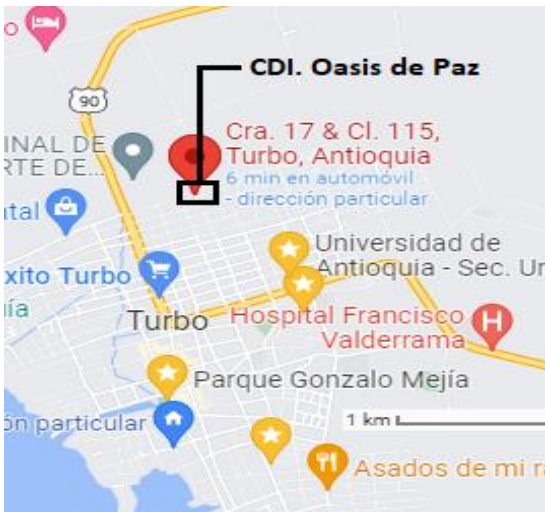 CDI. Oasis de Paz
90
INAL DE
RTE DE...
Cra. 17 & Cl. 115,
Turbo, Antioquia
6 min en automóvil
- dirección particular
ital
Universidad de
Antioquia - Sec. Ur
xito Turbo
ía
Turbo
Hospital Francisco
Valderrama
H
Parque Gonzalo Mejía
ón particular
1 km
Asados de mi ra